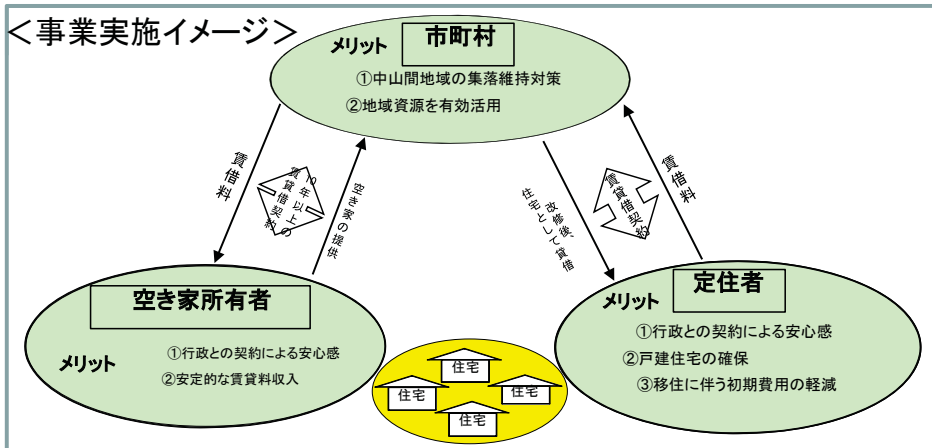 <事業実施イメージ>
メリット
市町村
①中山間地域の集落維持対策
②地域資源を有効活用
賃借料
10年以上の
賃貸借契約
空き家の提供
改修後、
住宅として貸借
賃貸借契約
賃借料
空き家所有者
メリット
①行政との契約による安心感
②安定的な賃貸料収入
メリット
定住者
①行政との契約による安心感
②戸建住宅の確保
③移住に伴う初期費用の軽減
住宅
住宅
住宅
住宅